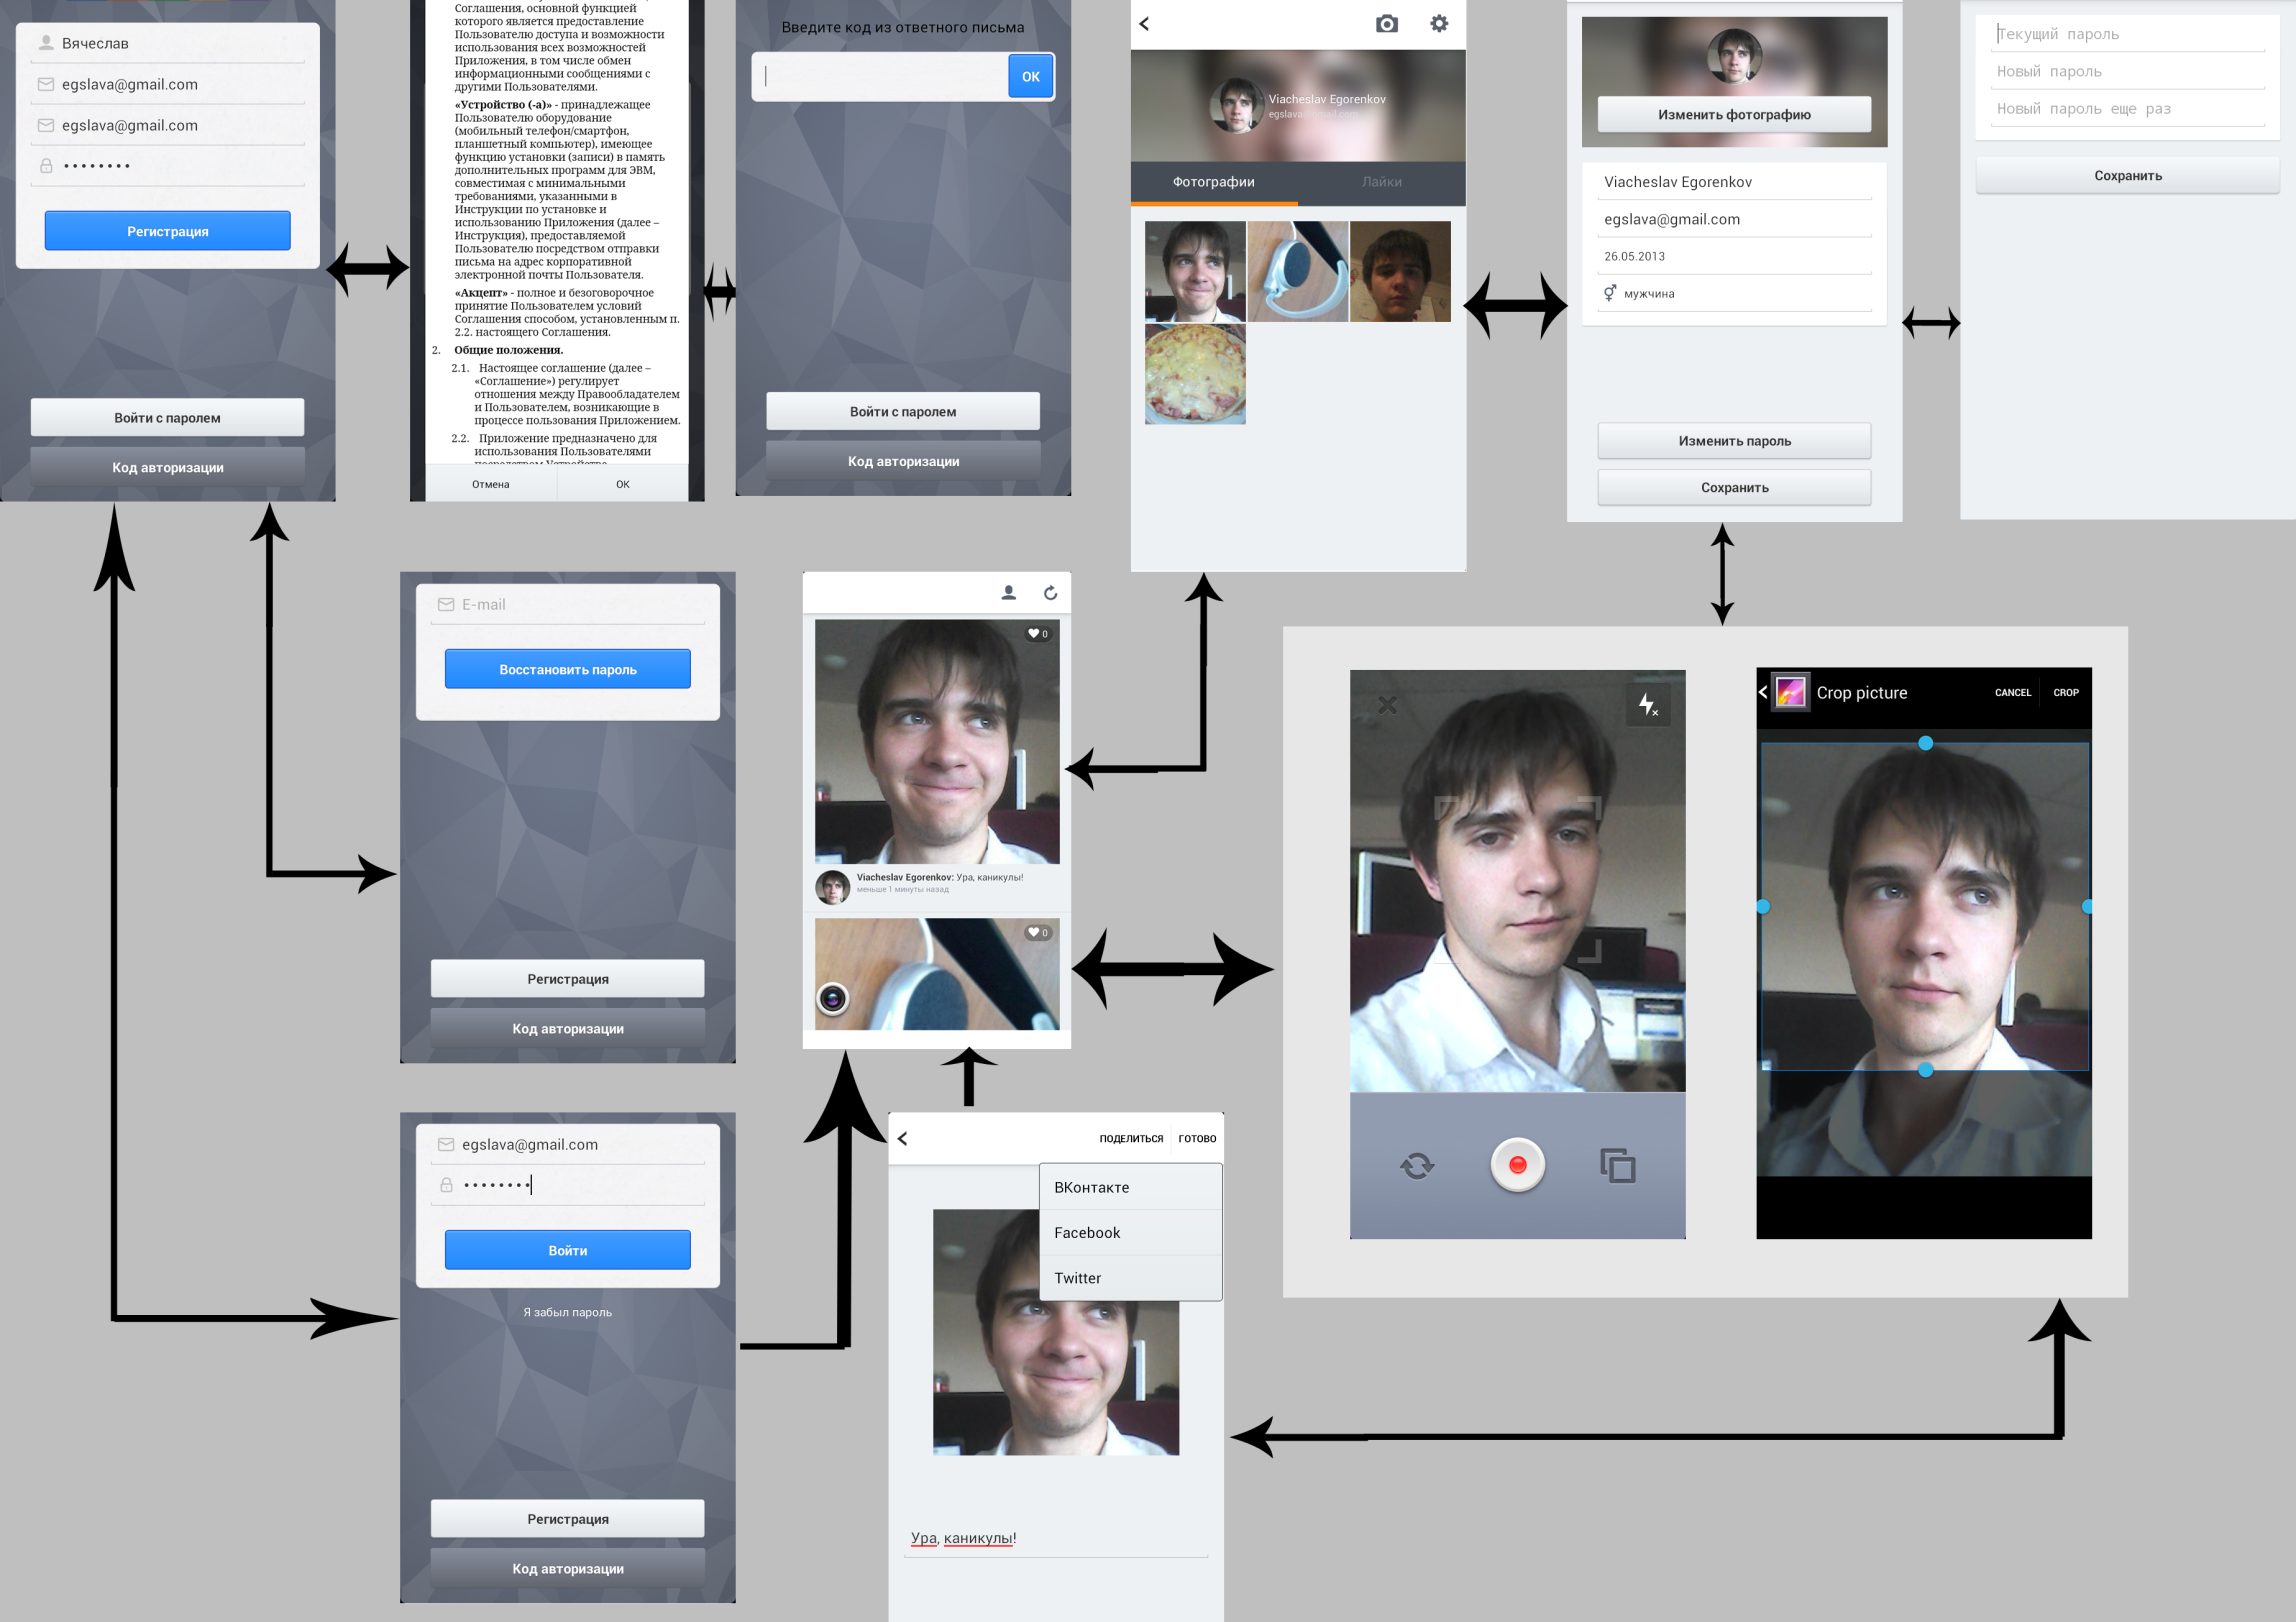 Вячеслав
egslava@gmail.com
egslava@gmail.com
Регистрация
Войти с паролем
Код авторизации
Соглашения, основной функцией
которого является предоставление
Пользователю доступа и возможности
использования всех возможностей
Приложения, в том числе обмен
информационными сообщениями с
другими Пользователями.
«Устройство (-а)» - принадлежащее
Пользователю оборудование
(мобильный телефон/смартфон,
планшетный компьютер), имеющее
функцию установки (записи) в память
дополнительных программ для ЭВМ,
совместимая с минимальными
требованиями, указанными в
Инструкции по установке и
использованию Приложения (далее –
Инструкция), предоставляемой
Пользователю посредством отправки
письма на адрес корпоративной
электронной почты Пользователя.
«Акцепт» - полное и безоговорочное
принятие Пользователем условий
Соглашения способом, установленным п.
2.2. настоящего Соглашения.
2. Общие положения.
2.1. Настоящее соглашение (далее –
«Соглашение») регулирует
отношения между Правообладателем
и Пользователем, возникающие в
процессе пользования Приложением.
2.2. Приложение предназначено для
использования Пользователями
посредством Устройства
Отмена
ОК
Введите код из ответного письма
ОК
Войти с паролем
Код авторизации
Viacheslav Egorenkov
egslava@gmail.com
Фотографии
Лайки
Изменить фотографию
Viacheslav Egorenkov
egslava@gmail.com
26.05.2013
мужчина
Изменить пароль
Сохранить
Текущий пароль
Новый пароль
Новый пароль еще раз
Сохранить
E-mail
Восстановить пароль
Регистрация
Код авторизации
0
Viacheslav Egorenkov: Ура, каникулы!
меньше 1 минуты назад
0
Crop picture
CANCEL
CROP
egslava@gmail.com
Войти
Я забыл пароль
Регистрация
Код авторизации
ПОДЕЛИТЬСЯ
ГОТОВО
ВКонтакте
Facebook
Twitter
Ура, каникулы!